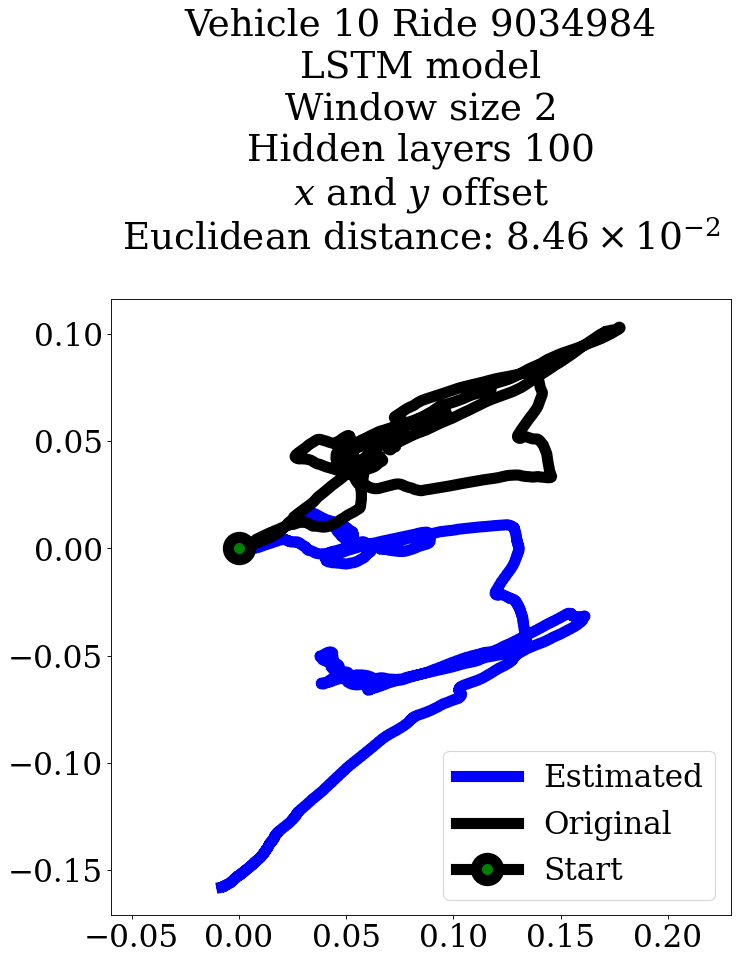 Vehicle 10 Ride 9034984
LSTM model
Window size 2
Hidden layers 100
x and y offset
Euclidean distance: 8.46 × 10⁻²
0.10
0.05
0.00
−0.05
−0.10
−0.15
Estimated
Original
Start
−0.05 0.00 0.05 0.10 0.15 0.20